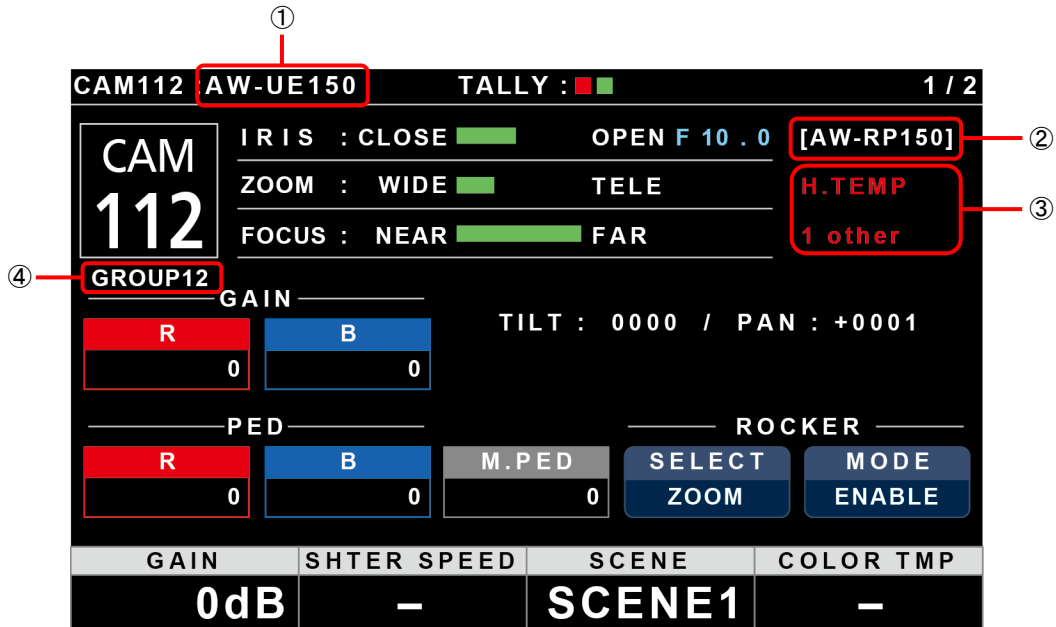 ①
CAM112 :AW-UE150 TALLY : 1 / 2
CAM
112
IRIS : CLOSE OPEN F 10 . 0 [AW-RP150] ②
ZOOM : WIDE TELE H.TEMP
③
FOCUS : NEAR FAR 1 other
④ GROUP12
GAIN
R B TILT : 0000 / PAN : +0001
0 0
PED ROCKER
R B M.PED SELECT MODE
0 0 0 ZOOM ENABLE
GAIN SHTER SPEED SCENE COLOR TMP
0dB – SCENE1 –